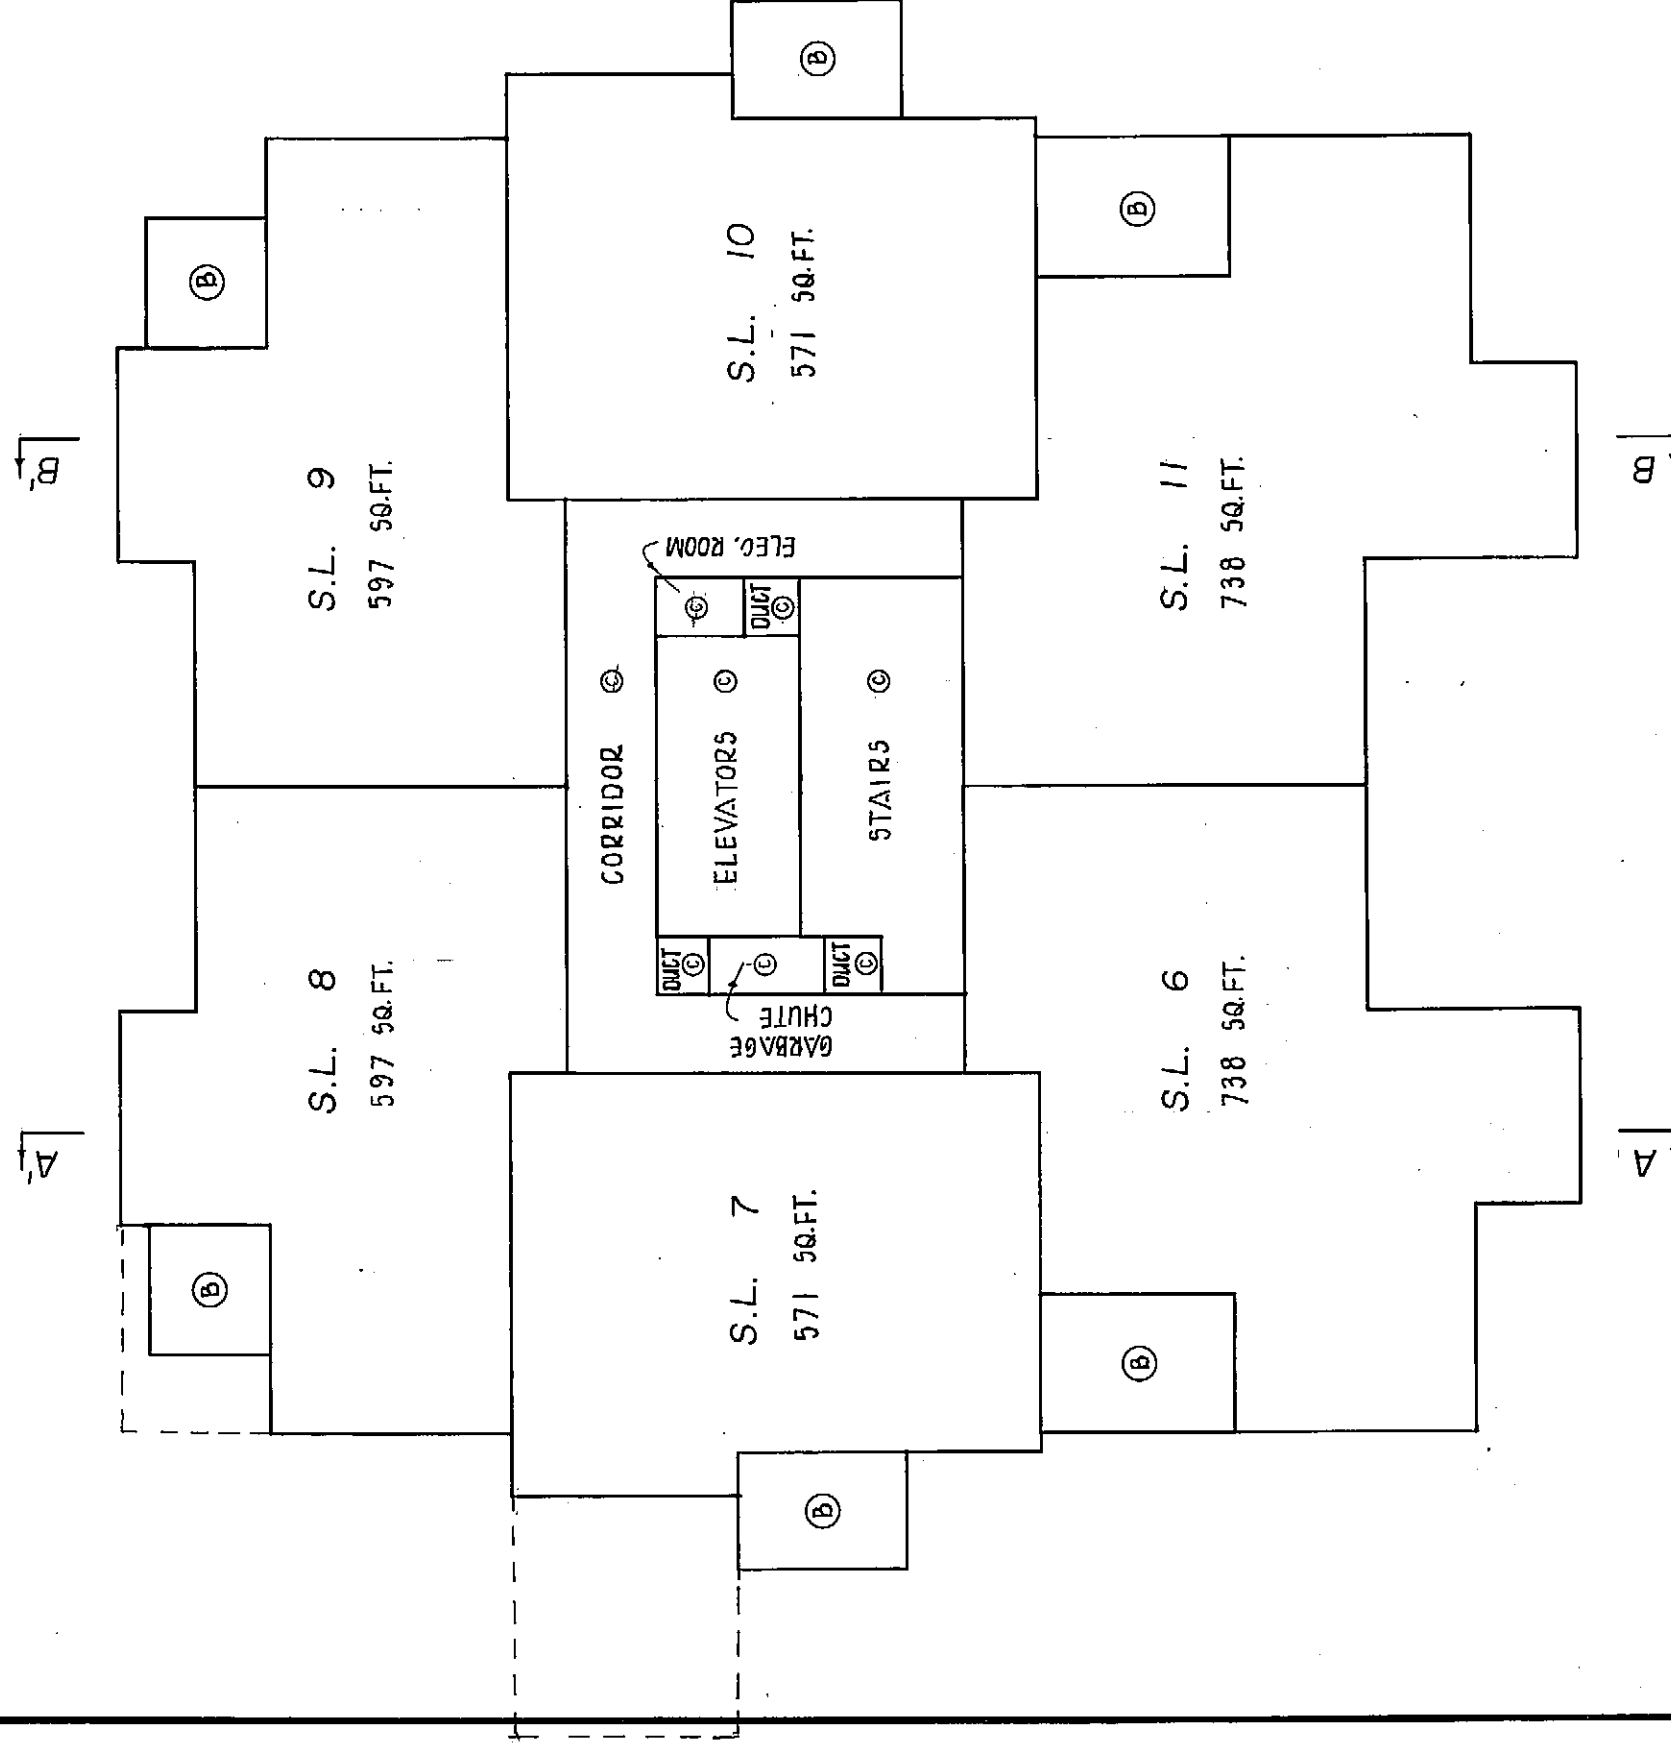 B'
A'
S.L. 9
597 SQ.FT.
S.L. 8
597 SQ.FT.
S.L. 10
571 SQ.FT.
S.L. 7
571 SQ.FT.
S.L. 11
738 SQ.FT.
S.L. 6
738 SQ.FT.
CORRIDOR C
ELEVATORS C
STAIRS C
ELEC. ROOM
C
DUCT
C
DUCT
C
C
DUCT
C
GARBAGE
CHUTE
B
B
B
B
B
B
B
A